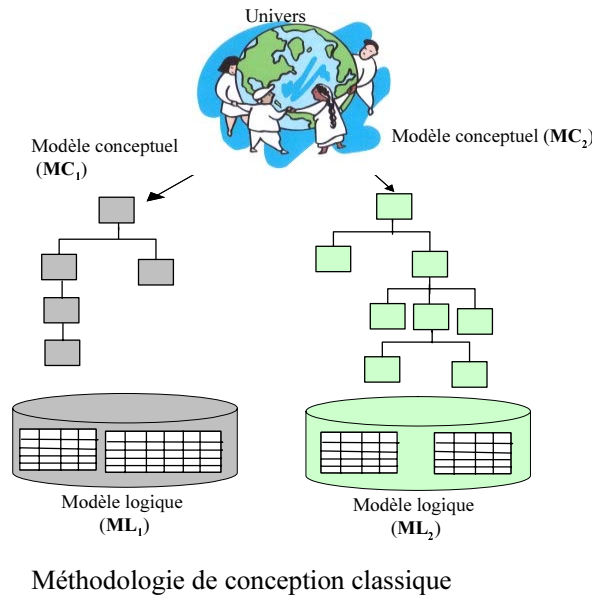 Univers
Modèle conceptuel
(MC1)
Modèle conceptuel (MC2)
Modèle logique
(ML1)
Modèle logique
(ML2)
Méthodologie de conception classique